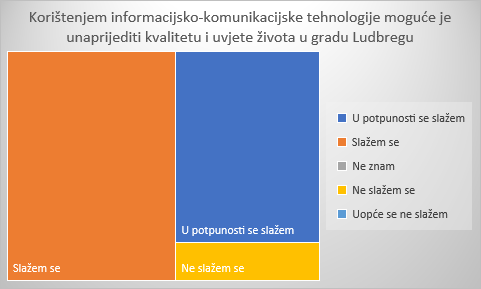 Korištenjem informacijsko-komunikacijske tehnologije moguće je
unaprijediti kvalitetu i uvjete života u gradu Ludbregu
Slažem se
U potpunosti se slažem
Ne slažem se
U potpunosti se slažem
Slažem se
Ne znam
Ne slažem se
Uopće se ne slažem